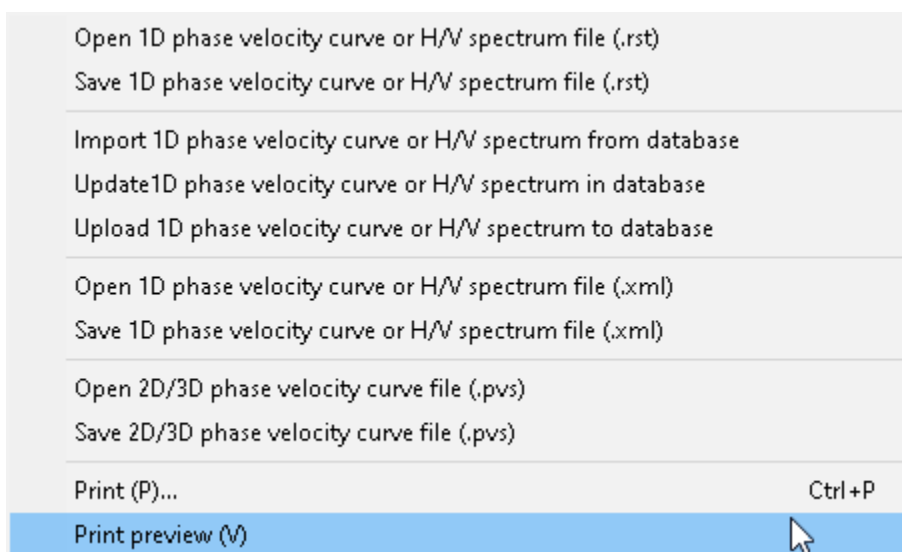 Open 1D phase velocity curve or H/V spectrum file (.rst)
Save 1D phase velocity curve or H/V spectrum file (.rst)
Import 1D phase velocity curve or H/V spectrum from database
Update1D phase velocity curve or H/V spectrum in database
Upload 1D phase velocity curve or H/V spectrum to database
Open 1D phase velocity curve or H/V spectrum file (.xml)
Save 1D phase velocity curve or H/V spectrum file (.xml)
Open 2D/3D phase velocity curve file (.pvs)
Save 2D/3D phase velocity curve file (.pvs)
Print (P)... Ctrl+P
Print preview (V)